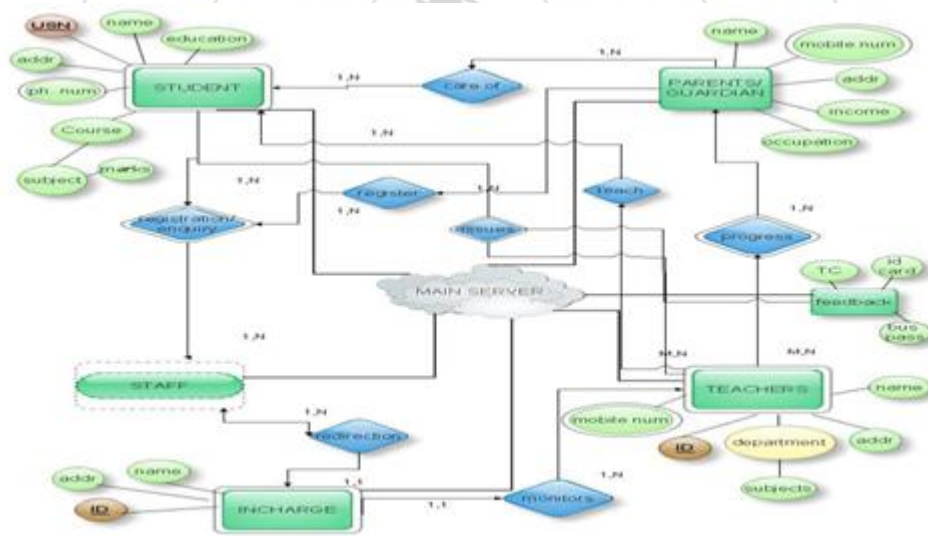 USN
name
education
addr
STUDENT
ph. num
Course
subject
marks
1,N
care of
1,N
name
mobile.num
PARENTS/
GUARDIAN
addr
income
occupation
1,N
1,N
register
1,N
teach
1,N
registration/
enquiry
issues
1,N
progress
MAIN SERVER
TC
id
card
feedback
bus
pass
1,N
STAFF
M,N
M,N
TEACHERS
name
mobile num
ID
department
addr
subjects
1,N
redirection
addr
name
ID
INCHARGE
1,1
1,1
monitors
1,N